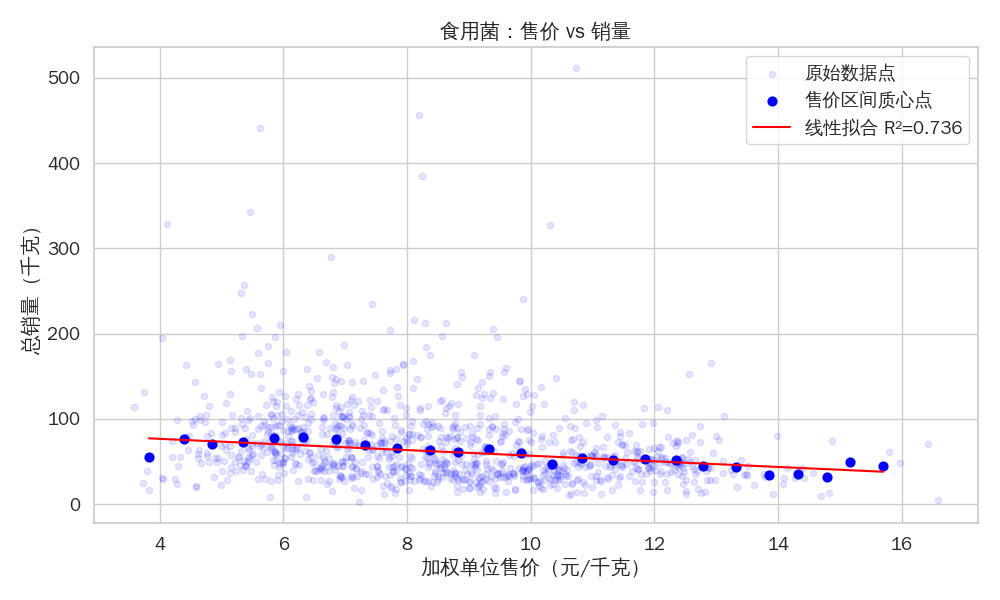 食用菌：售价 vs 销量
原始数据点
售价区间质心点
线性拟合 R²=0.736
总销量（千克）
500
400
300
200
100
0
4 6 8 10 12 14 16
加权单位售价（元/千克）